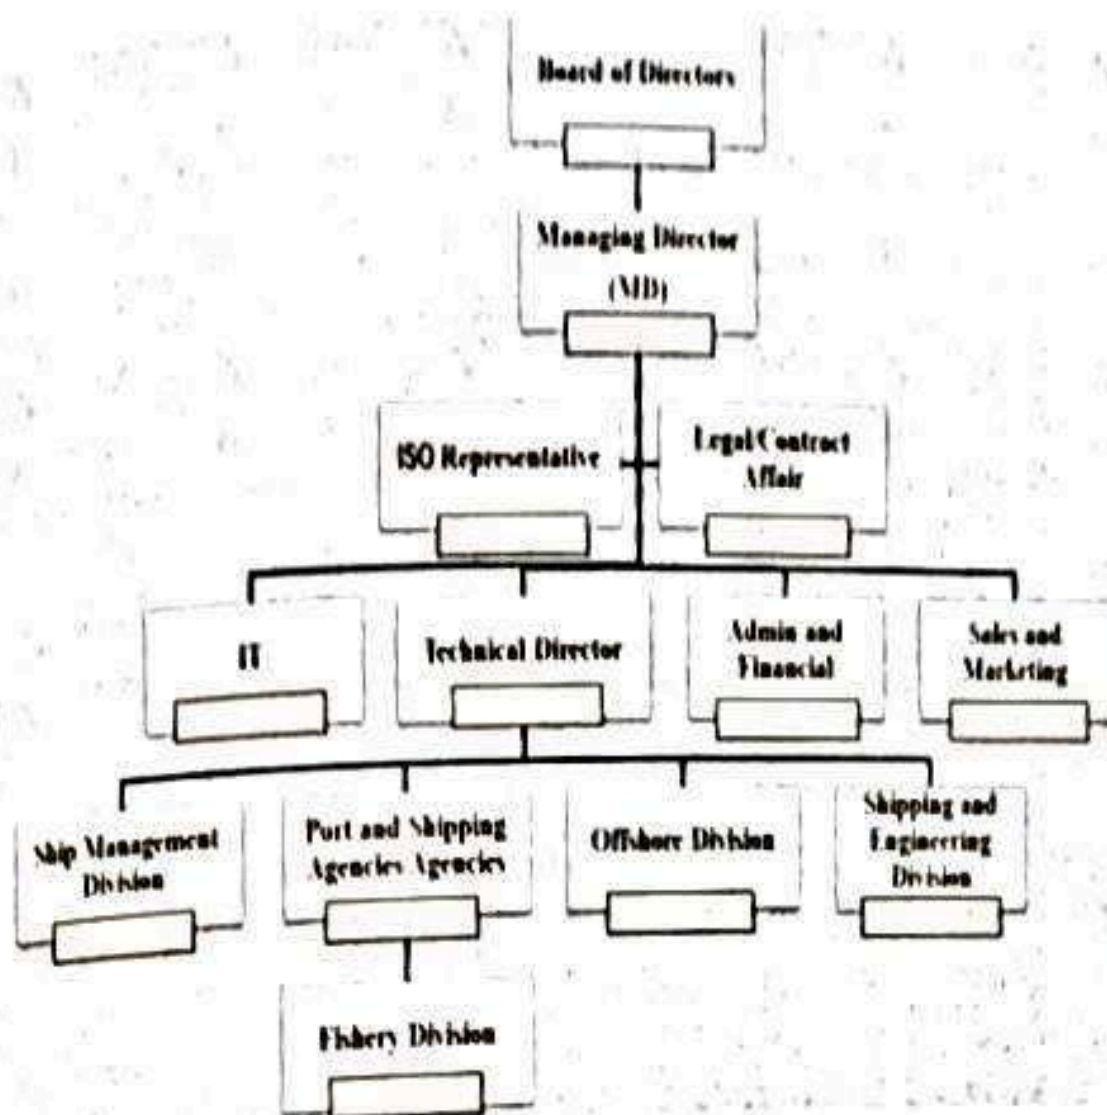 Board of Directors
Managing Director
(MD)
ISO Representative
Legal/Contract
Affair
IT
Technical Director
Admin and
Financial
Sales and
Marketing
Ship Management
Division
Port and Shipping
Agencies Agencies
Offshore Division
Shipping and
Engineering
Division
Fishery Division